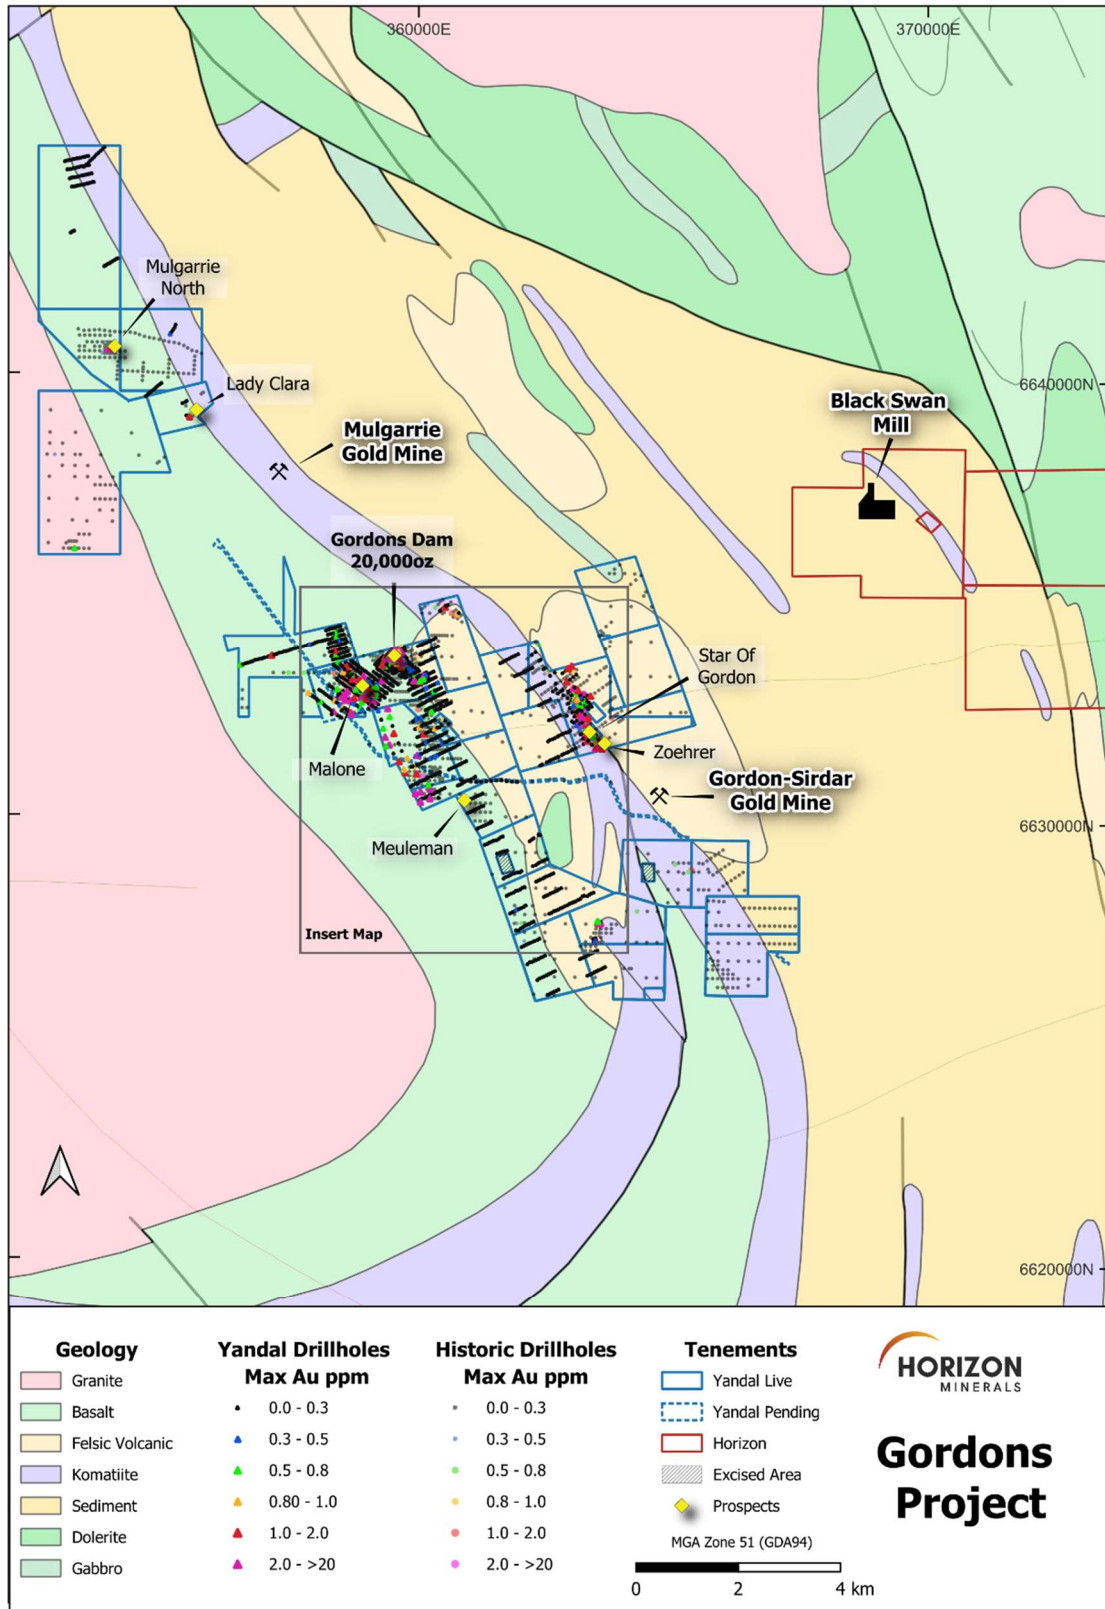 360000E
370000E
Mulgarrie
North
6640000N
Lady Clara
Black Swan
Mill
Mulgarrie
Gold Mine
Gordons Dam
20,000oz
Star Of
Gordon
Zoehrer
Malone
Gordon-Sirdar
Gold Mine
6630000N
Meuleman
Insert Map
6620000N
Geology
Granite
Basalt
Felsic Volcanic
Komatiite
Sediment
Dolerite
Gabbro
Yandal Drillholes
Max Au ppm
0.0 - 0.3
0.3 - 0.5
0.5 - 0.8
0.80 - 1.0
1.0 - 2.0
2.0 - >20
Historic Drillholes
Max Au ppm
0.0 - 0.3
0.3 - 0.5
0.5 - 0.8
0.8 - 1.0
1.0 - 2.0
2.0 - >20
Tenements
Yandal Live
Yandal Pending
Horizon
Excised Area
Prospects
MGA Zone 51 (GDA94)
0 2 4 km
HORIZON
MINERALS
Gordons
Project